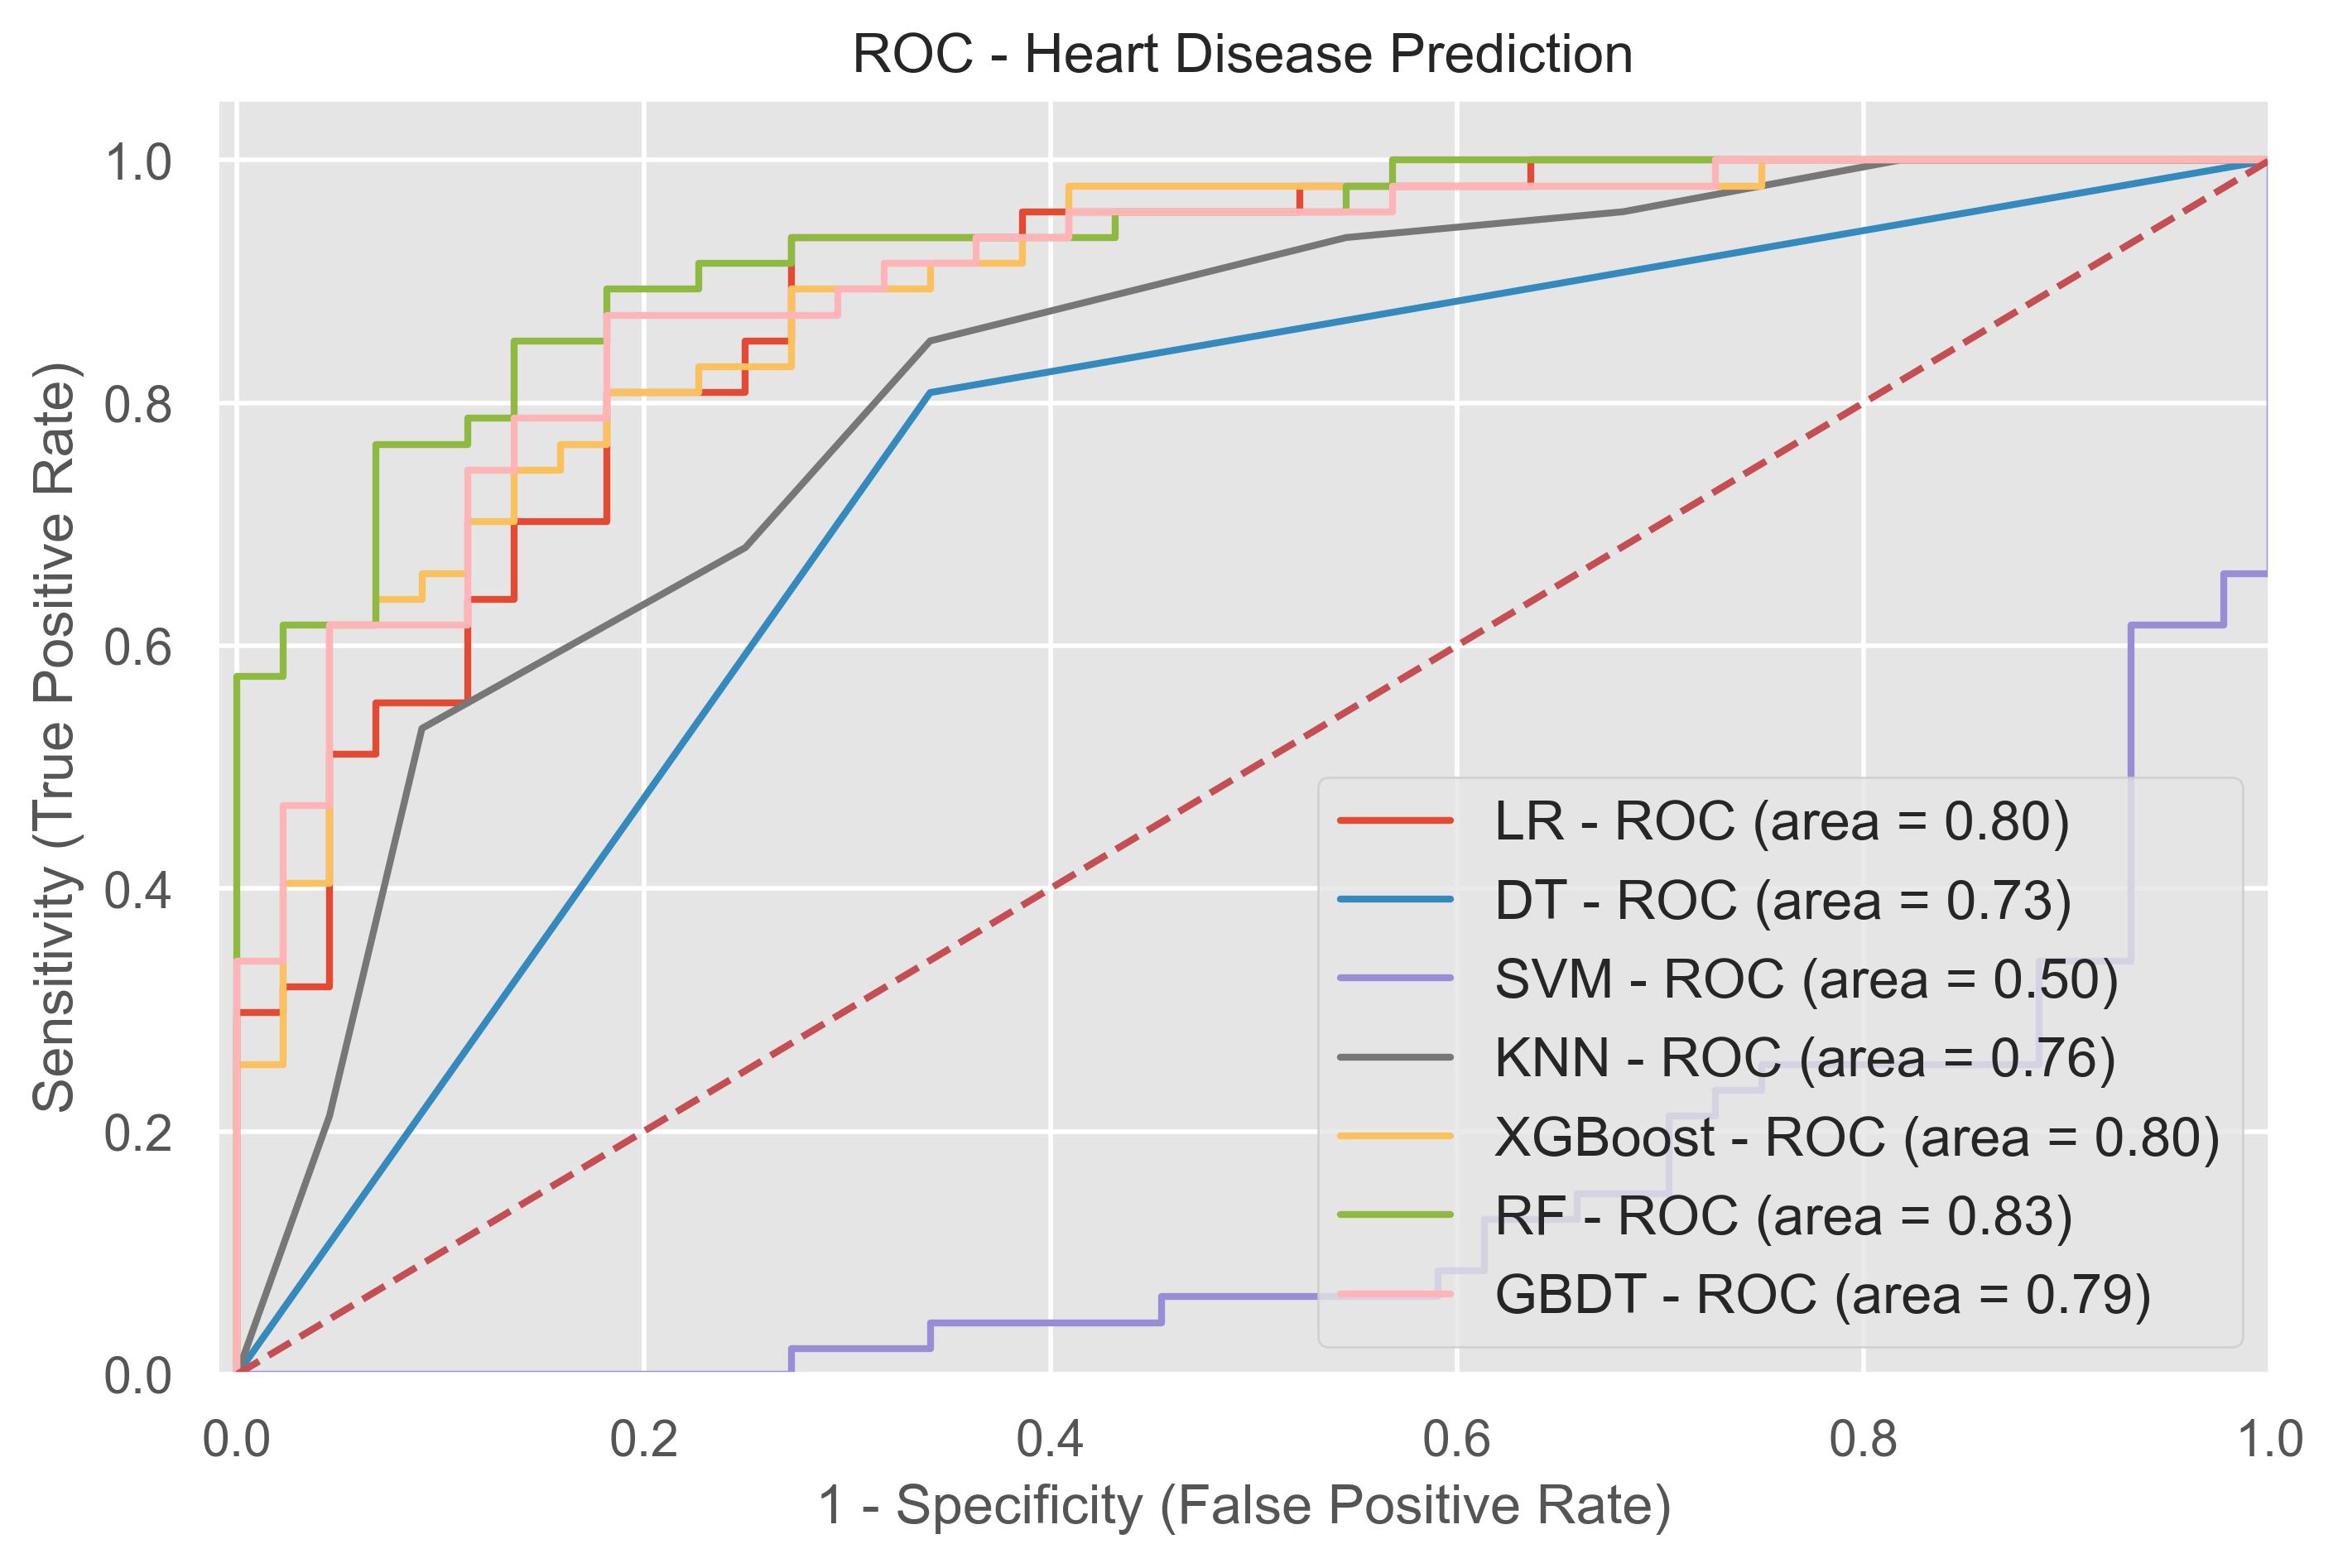 ROC - Heart Disease Prediction
Sensitivity (True Positive Rate)
1.0
0.8
0.6
0.4
0.2
0.0
LR - ROC (area = 0.80)
DT - ROC (area = 0.73)
SVM - ROC (area = 0.50)
KNN - ROC (area = 0.76)
XGBoost - ROC (area = 0.80)
RF - ROC (area = 0.83)
GBDT - ROC (area = 0.79)
0.0 0.2 0.4 0.6 0.8 1.0
1 - Specificity (False Positive Rate)